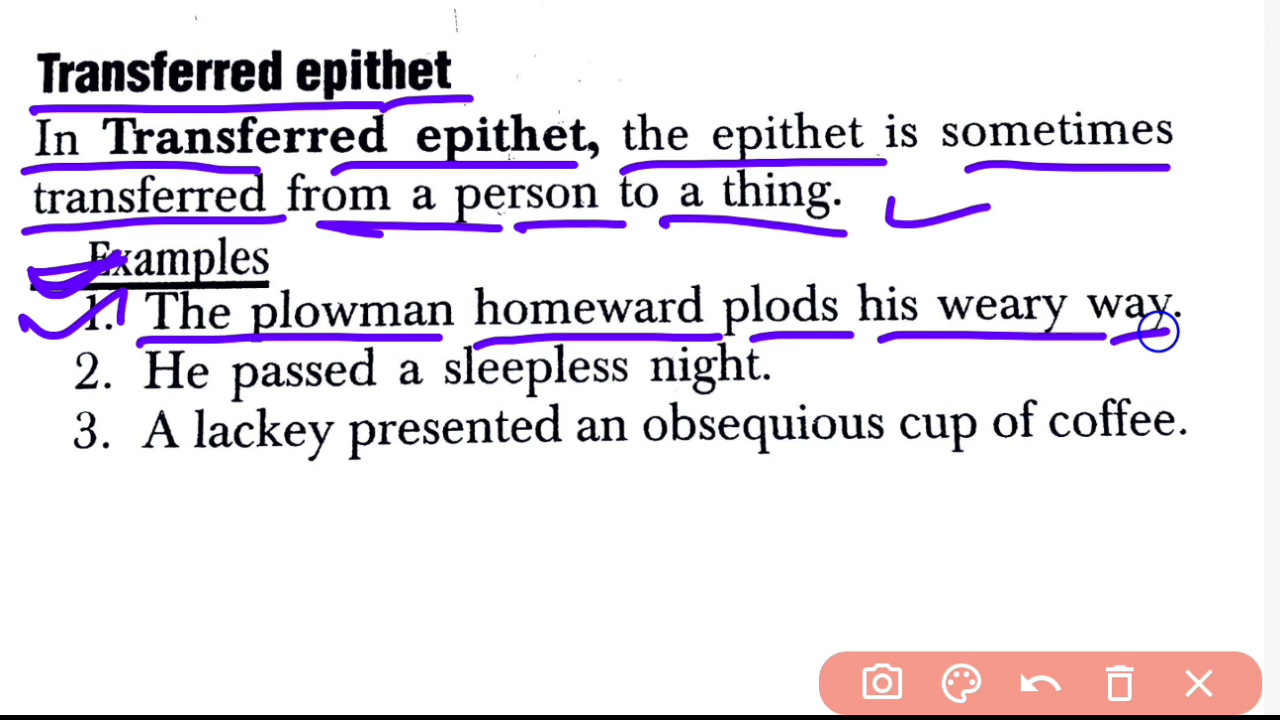 Transferred epithet
In Transferred epithet, the epithet is sometimes
transferred from a person to a thing.
Examples
1. The plowman homeward plods his weary way.
2. He passed a sleepless night.
3. A lackey presented an obsequious cup of coffee.